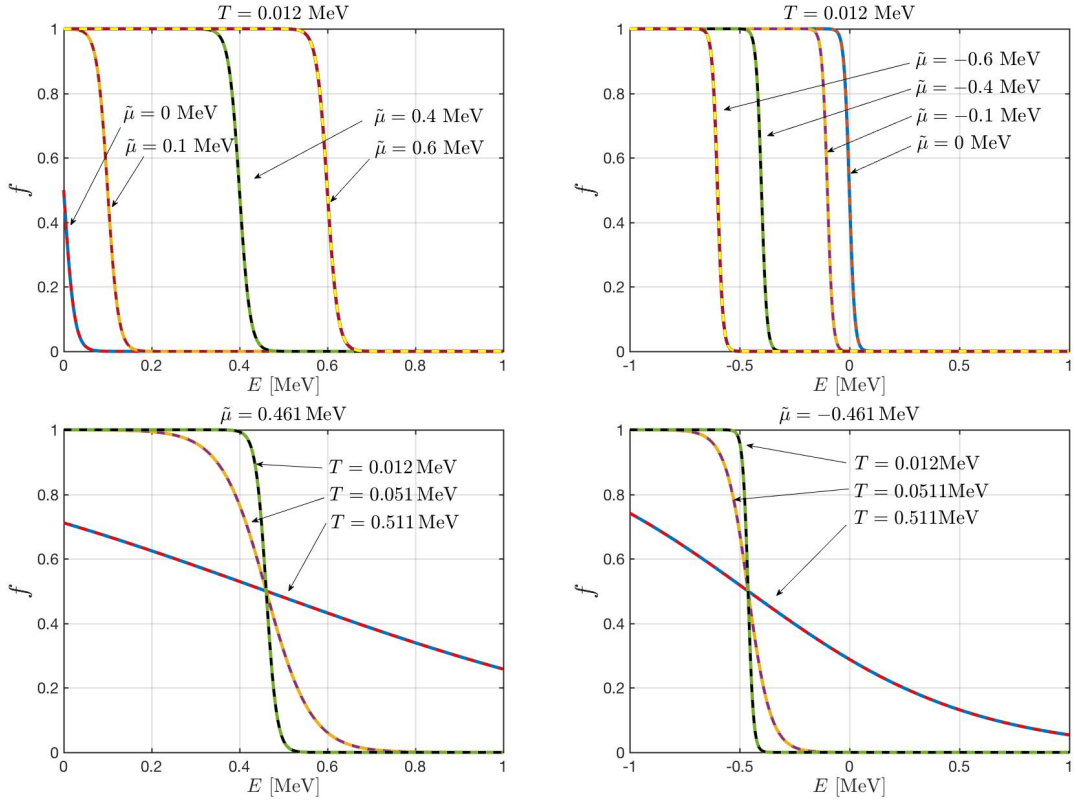 T = 0.012 MeV
1
0.8
0.6
0.4
0.2
0
f
μ̃ = 0 MeV
μ̃ = 0.1 MeV
μ̃ = 0.4 MeV
μ̃ = 0.6 MeV
0 0.2 0.4 0.6 0.8 1
E [MeV]
T = 0.012 MeV
1
0.8
0.6
0.4
0.2
0
f
μ̃ = −0.6 MeV
μ̃ = −0.4 MeV
μ̃ = −0.1 MeV
μ̃ = 0 MeV
-1 -0.5 0 0.5 1
E [MeV]
μ̃ = 0.461 MeV
1
0.8
0.6
0.4
0.2
0
f
T = 0.012 MeV
T = 0.051 MeV
T = 0.511 MeV
0 0.2 0.4 0.6 0.8 1
E [MeV]
μ̃ = −0.461 MeV
1
0.8
0.6
0.4
0.2
0
f
T = 0.012MeV
T = 0.0511MeV
T = 0.511MeV
-1 -0.5 0 0.5 1
E [MeV]